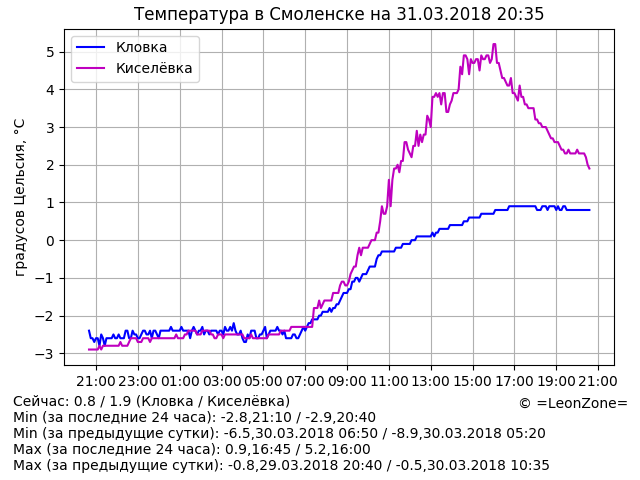 Температура в Смоленске на 31.03.2018 20:35
Кловка
Киселёвка
градусов Цельсия, °C
5
4
3
2
1
0
−1
−2
−3
21:00 23:00 01:00 03:00 05:00 07:00 09:00 11:00 13:00 15:00 17:00 19:00 21:00
Сейчас: 0.8 / 1.9 (Кловка / Киселёвка)
© =LeonZone=
Min (за последние 24 часа): -2.8,21:10 / -2.9,20:40
Min (за предыдущие сутки): -6.5,30.03.2018 06:50 / -8.9,30.03.2018 05:20
Max (за последние 24 часа): 0.9,16:45 / 5.2,16:00
Max (за предыдущие сутки): -0.8,29.03.2018 20:40 / -0.5,30.03.2018 10:35